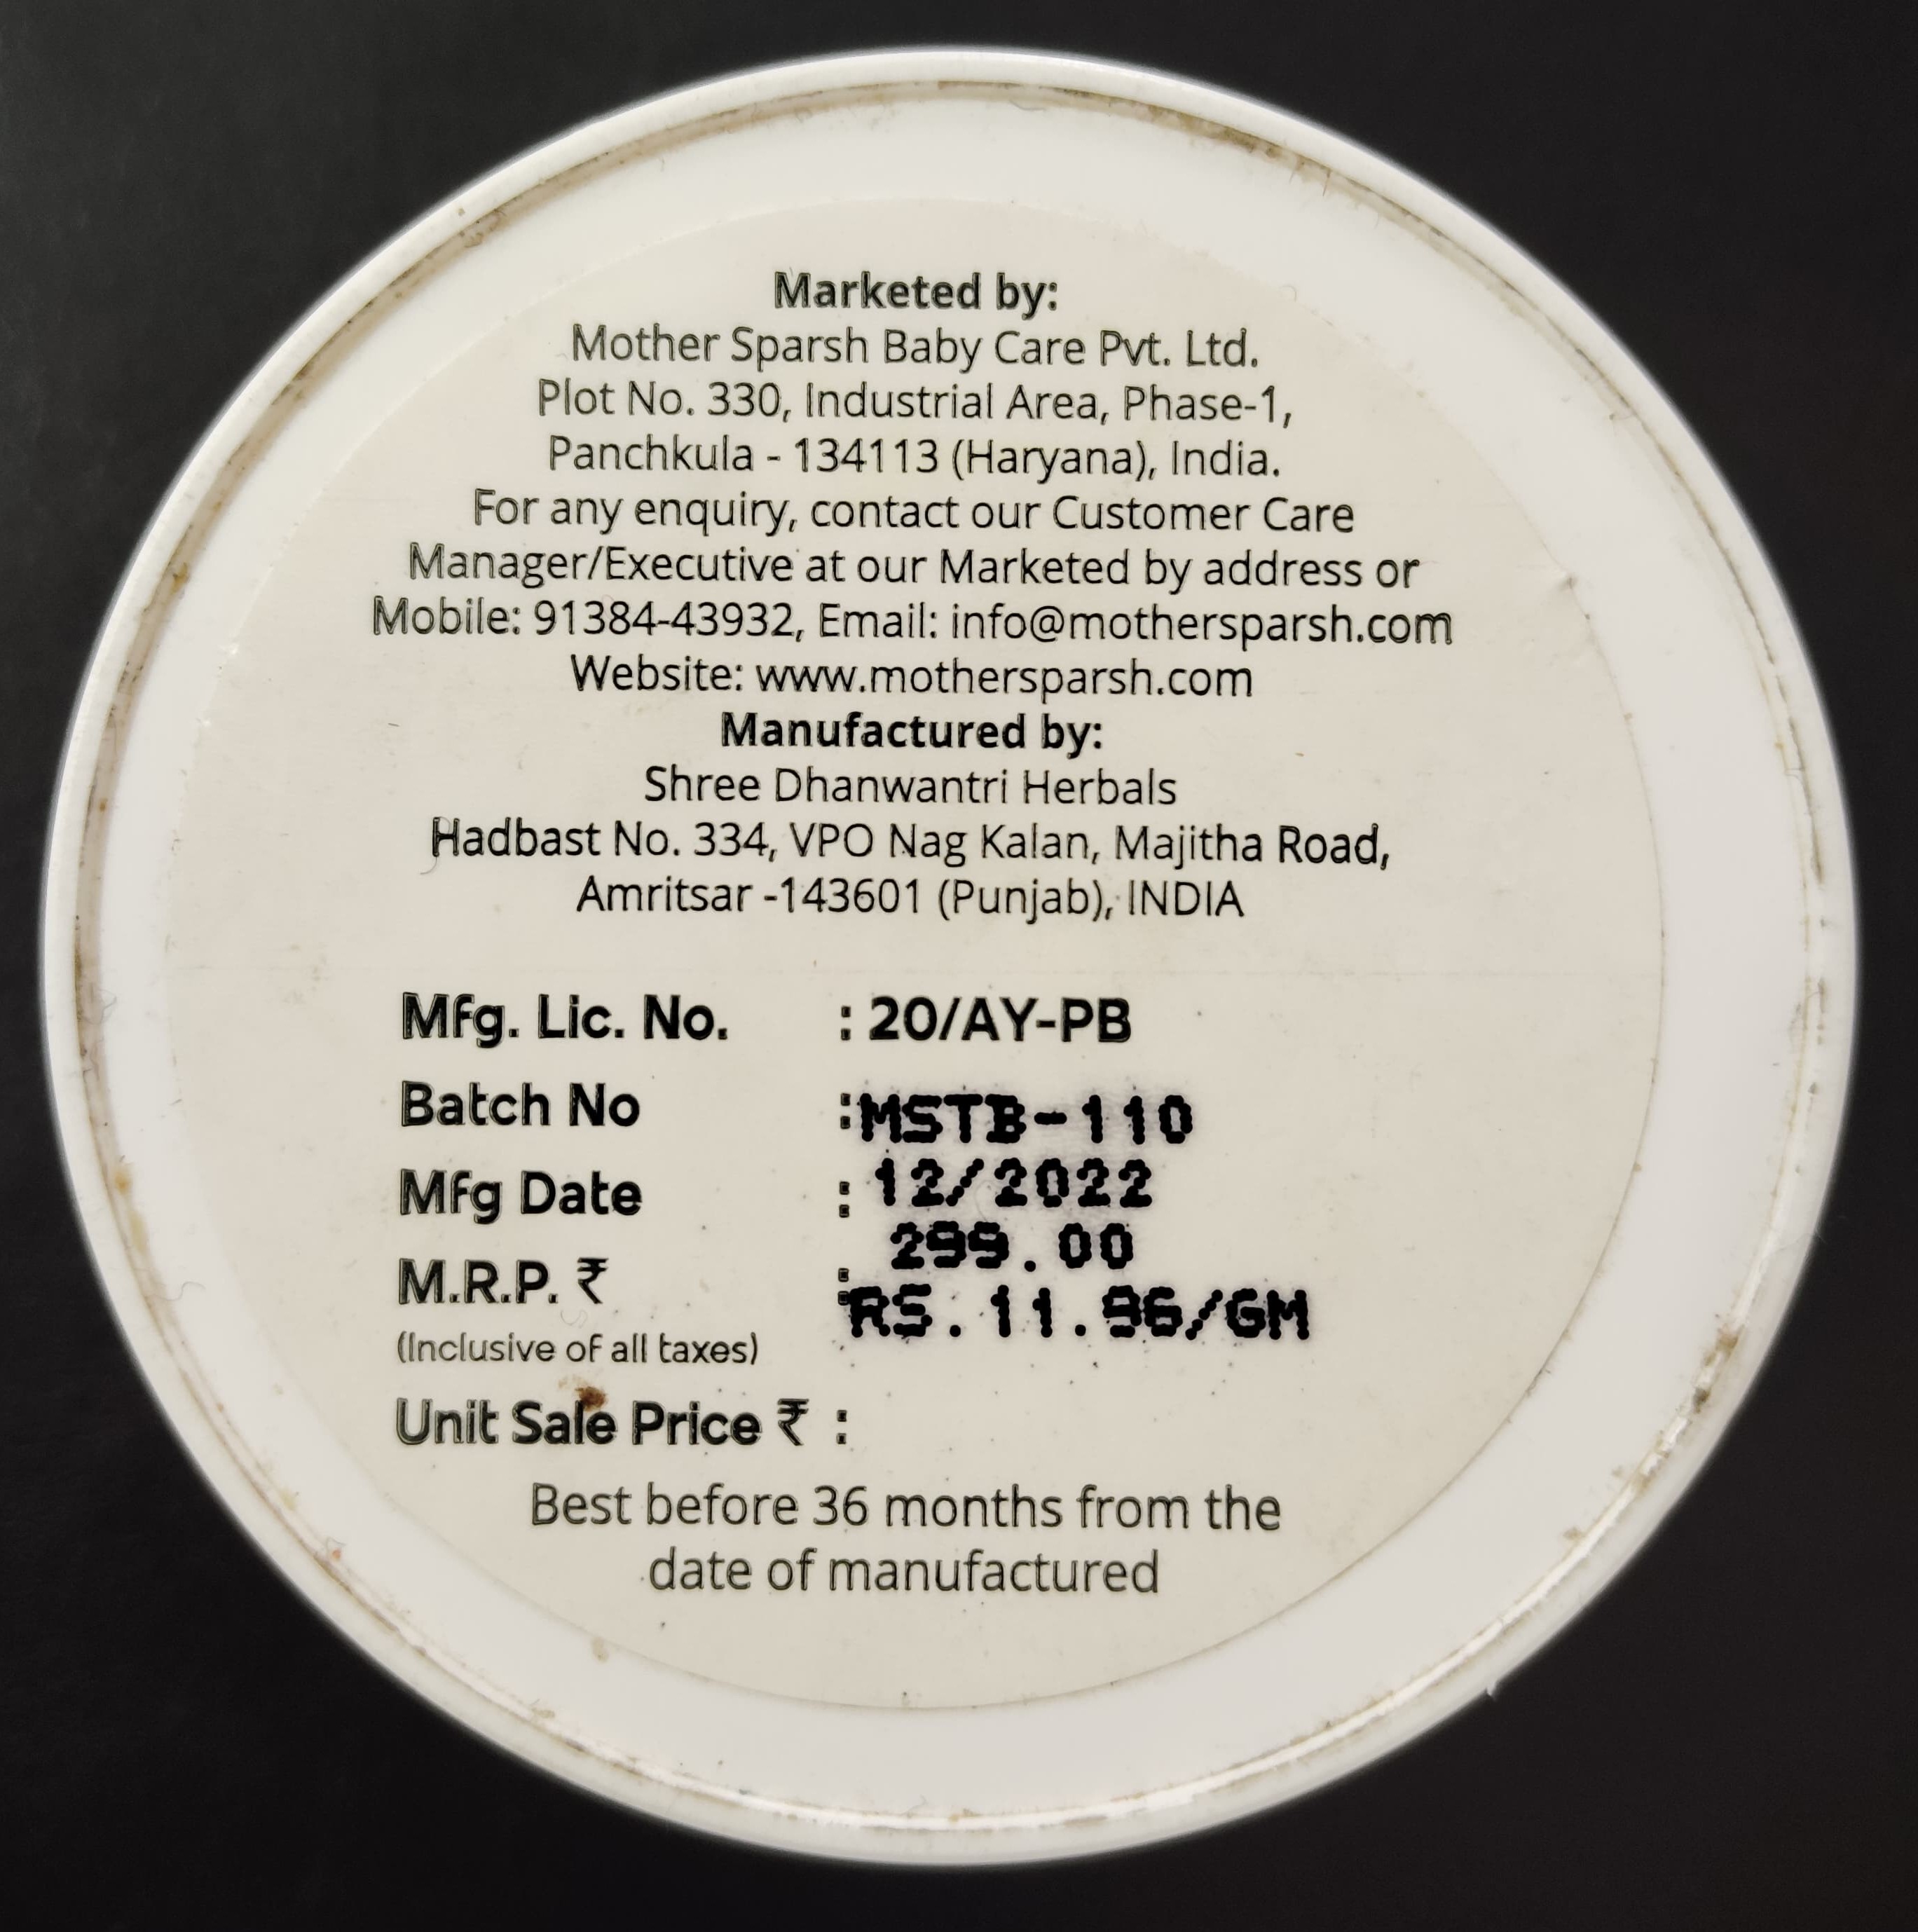 Marketed by:
Mother Sparsh Baby Care Pvt. Ltd.
Plot No. 330, Industrial Area, Phase-1,
Panchkula - 134113 (Haryana), India.
For any enquiry, contact our Customer Care
Manager/Executive at our Marketed by address or
Mobile: 91384-43932, Email: info@mothersparsh.com
Website: www.mothersparsh.com
Manufactured by:
Shree Dhanwantri Herbals
Hadbast No. 334, VPO Nag Kalan, Majitha Road,
Amritsar -143601 (Punjab), INDIA
Mfg. Lic. No. : 20/AY-PB
Batch No :MSTB-110
Mfg Date : 12/2022
M.R.P. ₹ : 299.00
RS.11.96/GM
(Inclusive of all taxes)
Unit Sale Price ₹ :
Best before 36 months from the
date of manufactured